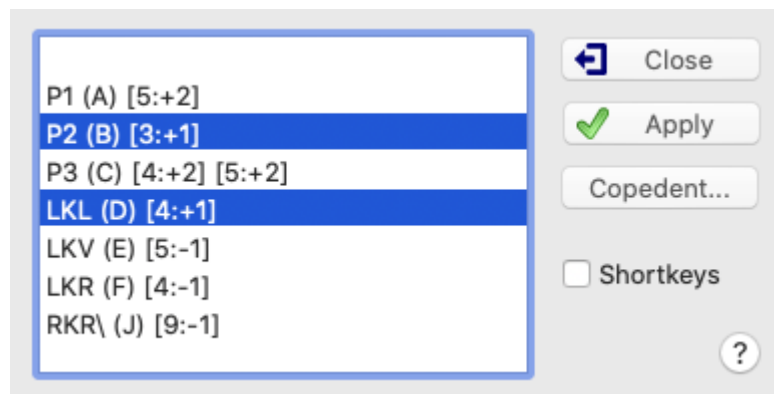 P1 (A) [5:+2]
P2 (B) [3:+1]
P3 (C) [4:+2] [5:+2]
LKL (D) [4:+1]
LKV (E) [5:-1]
LKR (F) [4:-1]
RKR\ (J) [9:-1]
Close
Apply
Copedent...
Shortkeys
?